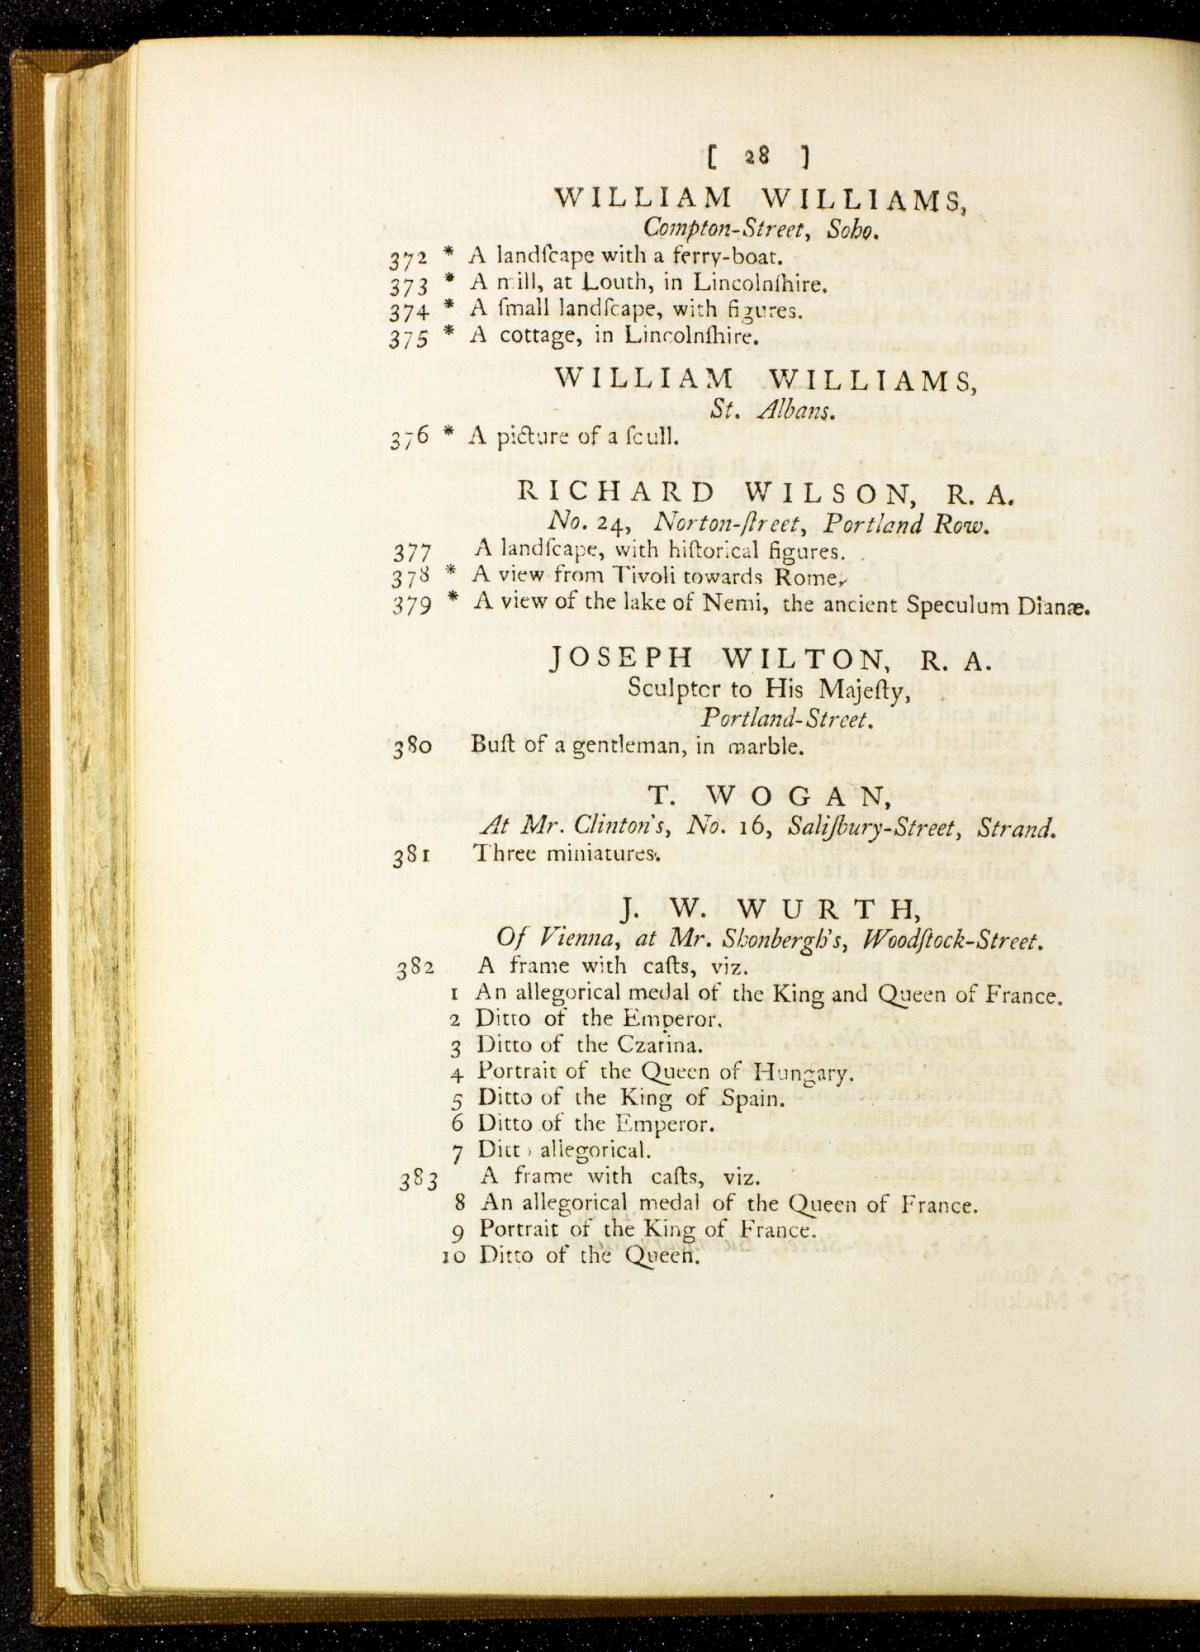 [ 28 ]
WILLIAM WILLIAMS,
Compton-Street, Soho.
372 * A landſcape with a ferry-boat.
373 * A mill, at Louth, in Lincolnſhire.
374 * A ſmall landſcape, with figures.
375 * A cottage, in Lincolnſhire.
WILLIAM WILLIAMS,
St. Albans.
376 * A picture of a ſcull.
RICHARD WILSON, R. A.
No. 24, Norton-ſtreet, Portland Row.
377 A landſcape, with hiſtorical figures.
378 * A view from Tivoli towards Rome,
379 * A view of the lake of Nemi, the ancient Speculum Dianæ.
JOSEPH WILTON, R. A.
Sculptor to His Majeſty,
Portland-Street.
380 Buſt of a gentleman, in marble.
T. WOGAN,
At Mr. Clinton's, No. 16, Saliſbury-Street, Strand.
381 Three miniatures.
J. W. WURTH,
Of Vienna, at Mr. Shonbergh's, Woodſtock-Street.
382 A frame with caſts, viz.
1 An allegorical medal of the King and Queen of France.
2 Ditto of the Emperor.
3 Ditto of the Czarina.
4 Portrait of the Queen of Hungary.
5 Ditto of the King of Spain.
6 Ditto of the Emperor.
7 Ditto allegorical.
383 A frame with caſts, viz.
8 An allegorical medal of the Queen of France.
9 Portrait of the King of France.
10 Ditto of the Queen.